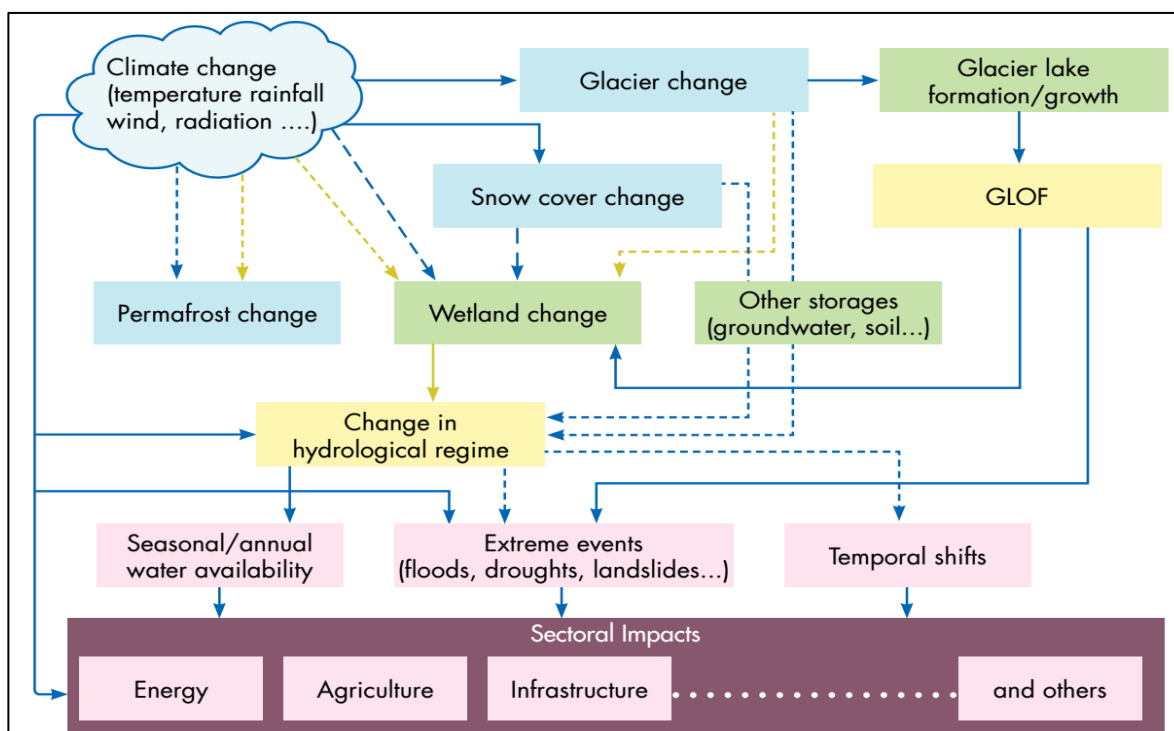 Climate change
(temperature rainfall
wind, radiation ....)
Glacier change
Glacier lake
formation/growth
Snow cover change
GLOF
Permafrost change
Wetland change
Other storages
(groundwater, soil...)
Change in
hydrological regime
Seasonal/annual
water availability
Extreme events
(floods, droughts, landslides...)
Temporal shifts
Sectoral Impacts
Energy
Agriculture
Infrastructure
and others